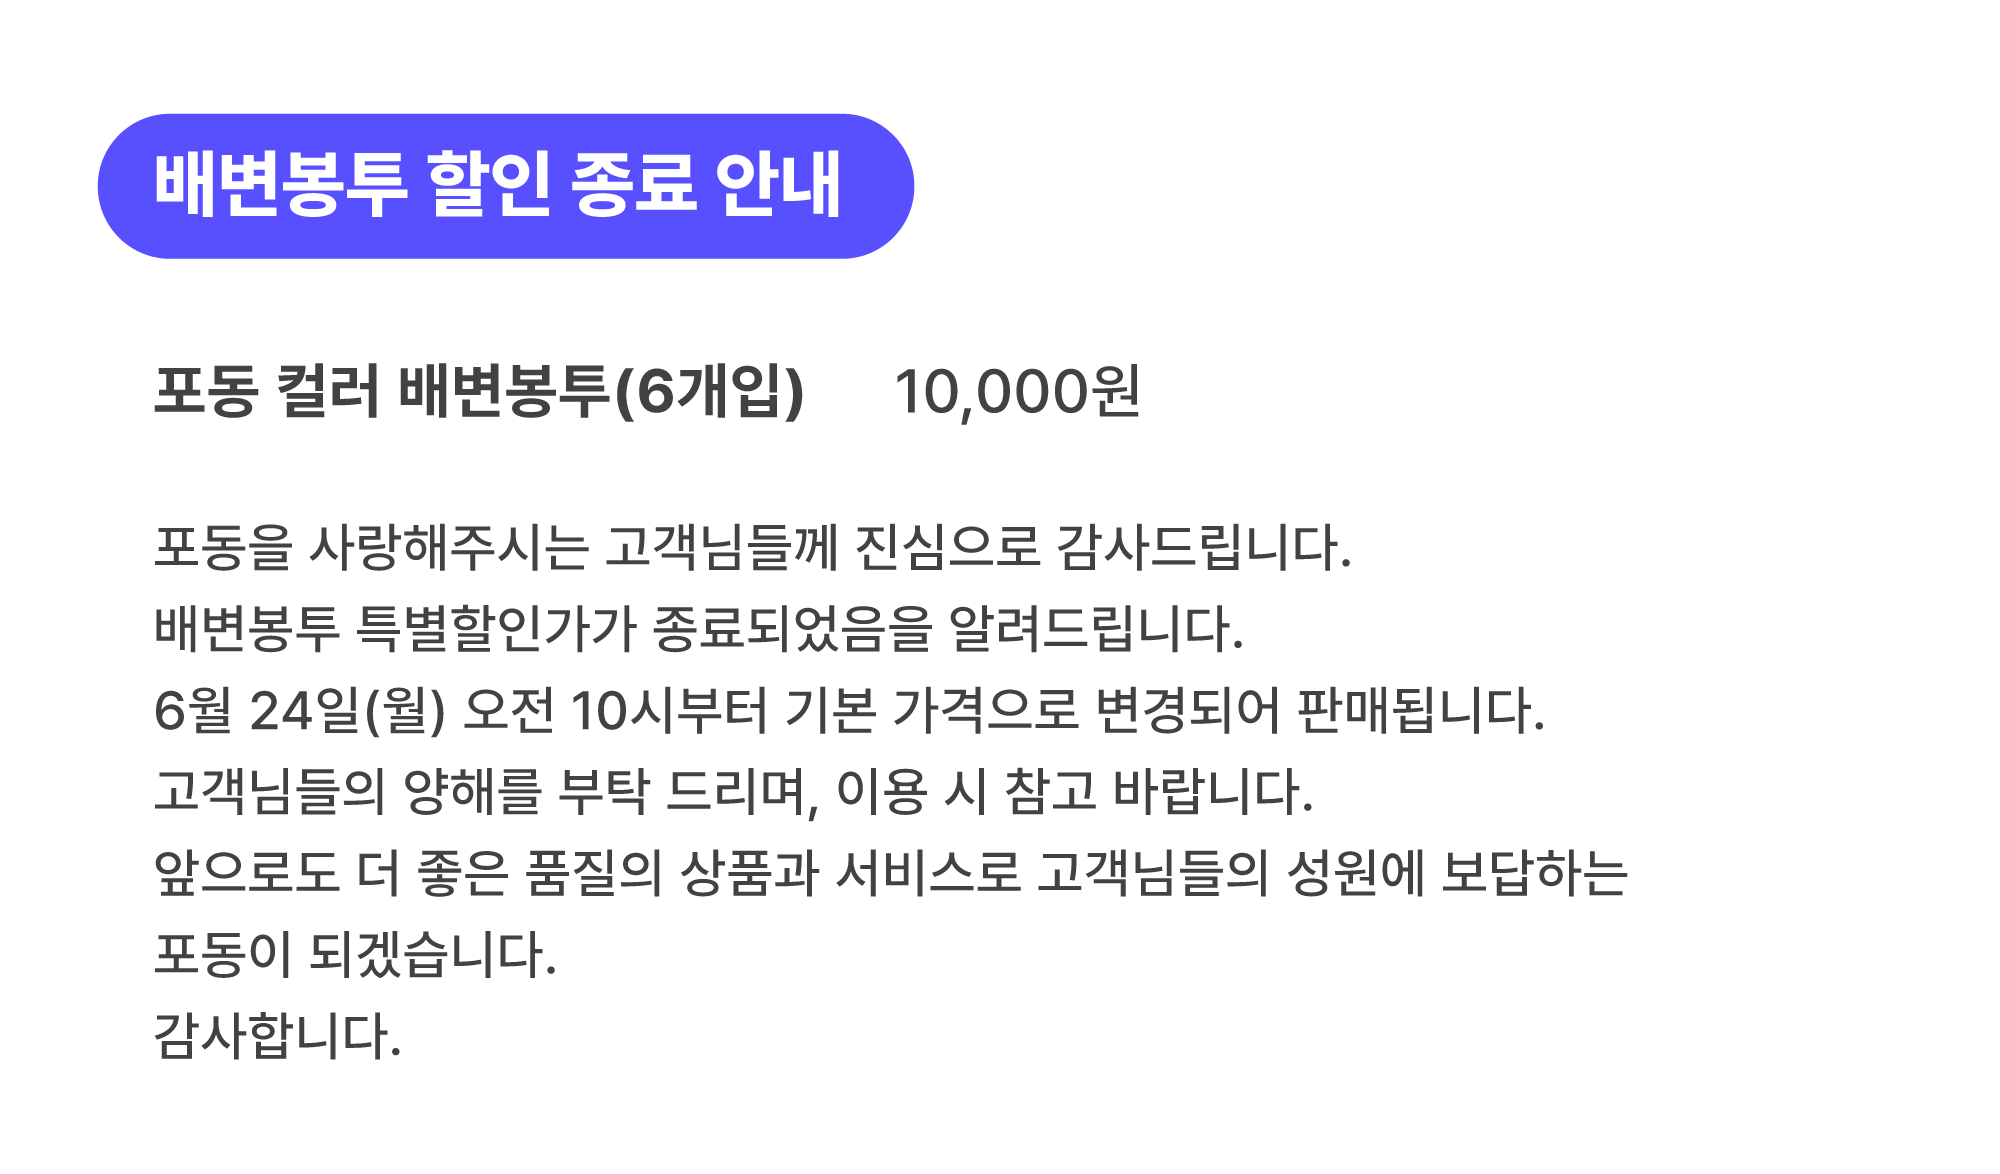 배변봉투 할인 종료 안내
포동 컬러 배변봉투(6개입) 10,000원
포동을 사랑해주시는 고객님들께 진심으로 감사드립니다.
배변봉투 특별할인가가 종료되었음을 알려드립니다.
6월 24일(월) 오전 10시부터 기본 가격으로 변경되어 판매됩니다.
고객님들의 양해를 부탁 드리며, 이용 시 참고 바랍니다.
앞으로도 더 좋은 품질의 상품과 서비스로 고객님들의 성원에 보답하는
포동이 되겠습니다.
감사합니다.